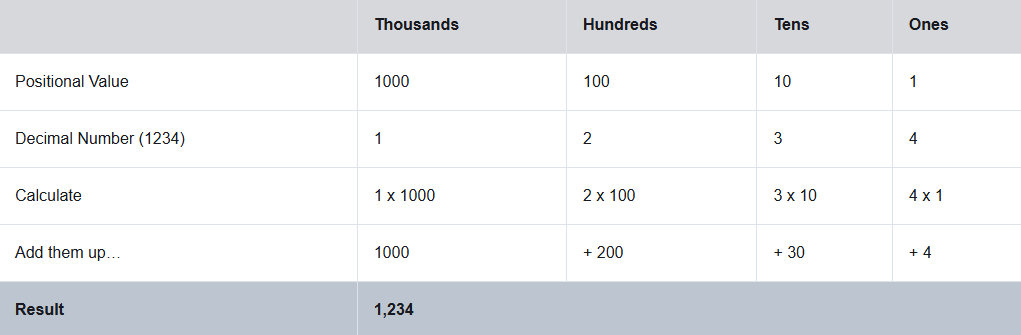 Thousands Hundreds Tens Ones
Positional Value 1000 100 10 1
Decimal Number (1234) 1 2 3 4
Calculate 1 x 1000 2 x 100 3 x 10 4 x 1
Add them up… 1000 + 200 + 30 + 4
Result 1,234